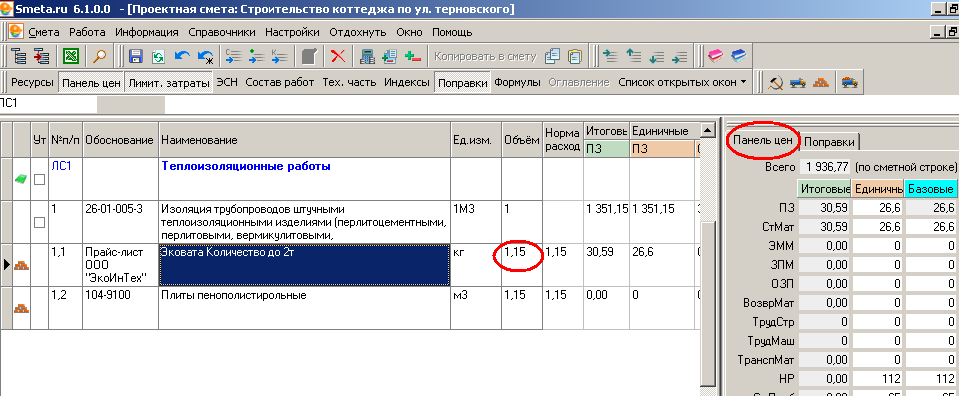 Smeta.ru 6.1.0.0 - [Проектная смета: Строительство коттеджа по ул. терновского]
Смета Работа Информация Справочники Настройки Отдохнуть Окно Помощь
Копировать в смету
Ресурсы Панель цен Лимит. затраты ЭСН Состав работ Тех. часть Индексы Поправки Формулы Оглавление Список открытых окон
ЛС1
Ут №п/п Обоснование Наименование Ед.изм. Объём Норма расход Итоговь Единичные
ПЗ ПЗ
ЛС1 Теплоизоляционные работы
1 26-01-005-3 Изоляция трубопроводов штучными 1М3 1 1 351,15 1 351,15
теплоизоляционными изделиями (перлитоцементными,
перлитовыми, вермикулитовыми,
1,1 Прайс-лист Эковата Количество до 2т кг 1,15 1,15 30,59 26,6
ООО
"ЭкоИнТех"
1,2 104-9100 Плиты пенополистирольные м3 1,15 1,15 0,00 0
Панель цен Поправки
Всего 1 936,77 (по сметной строке)
Итоговые Единичнь Базовые
ПЗ 30,59 26,6 26,6
СтМат 30,59 26,6 26,6
ЭММ 0,00 0 0
ЗПМ 0,00 0 0
ОЗП 0,00 0 0
ВозврМат 0,00 0 0
ТрудСтр 0,00 0 0
ТрудМаш 0,00 0 0
ТранспМат 0,00 0 0
НР 0,00 112 112